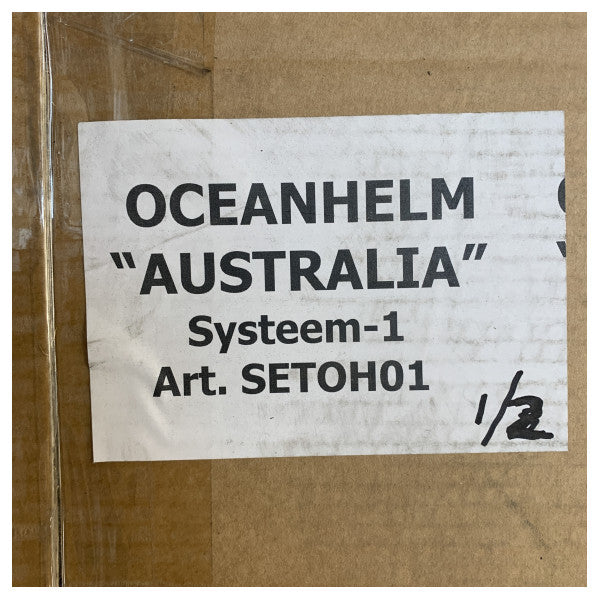 OCEANHELM
"AUSTRALIA"
Systeem-1
Art. SETOH01
1/2